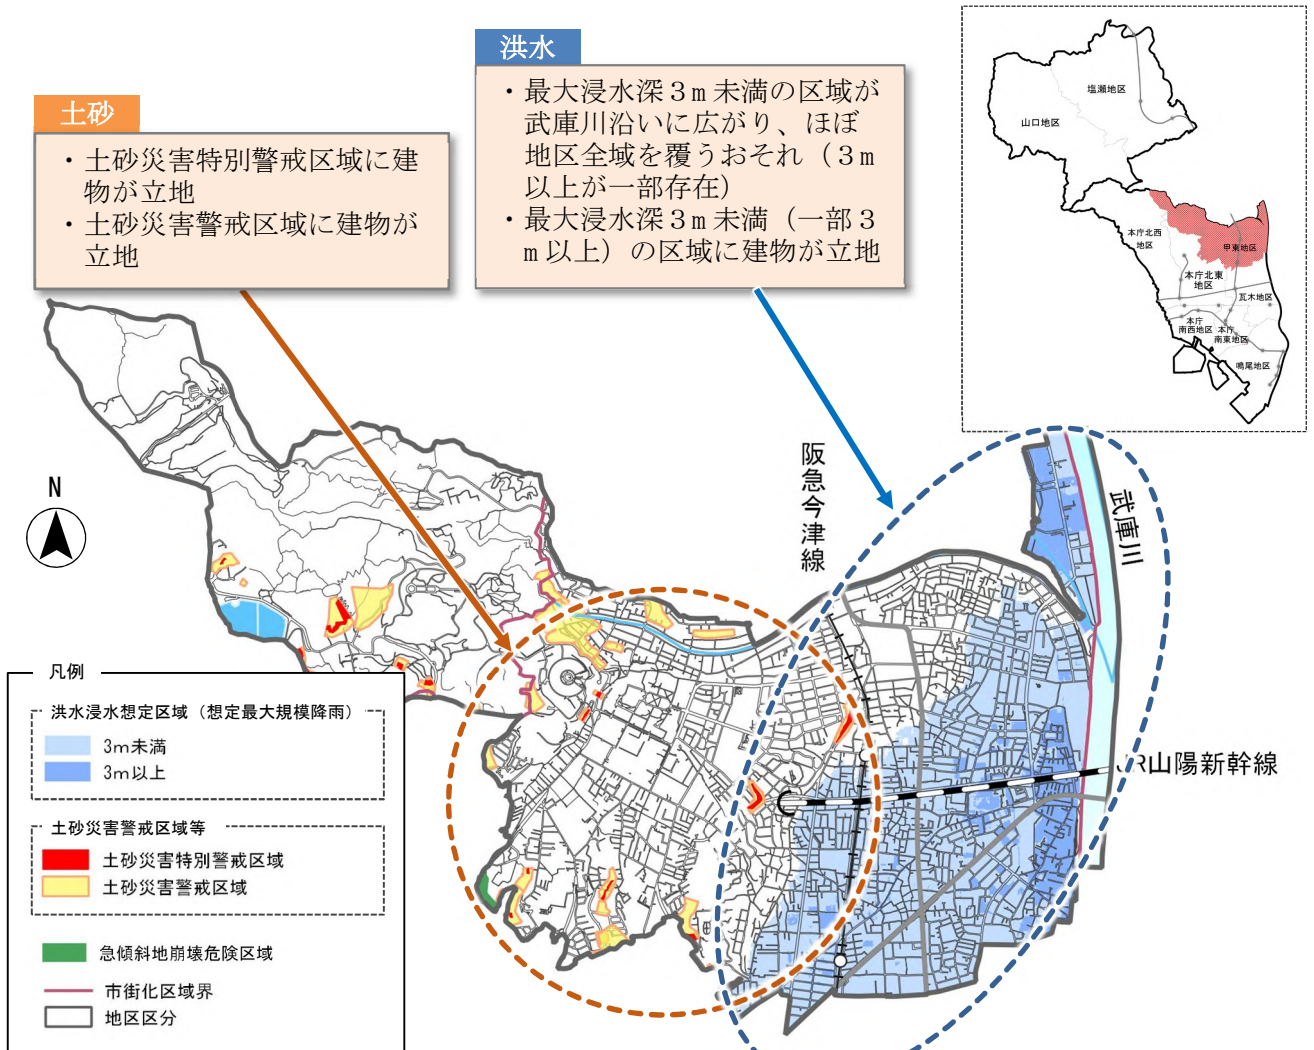 土砂
・土砂災害特別警戒区域に建
物が立地
・土砂災害警戒区域に建物が
立地
洪水
・最大浸水深３ｍ未満の区域が
武庫川沿いに広がり、ほぼ
地区全域を覆うおそれ（３ｍ
以上が一部存在）
・最大浸水深３ｍ未満（一部３
ｍ以上）の区域に建物が立地
塩瀬地区
山口地区
本庁北西
地区
甲東地区
本庁北東
地区
瓦木地区
本庁
南西地区
本庁
南東地区
鳴尾地区
N
阪急今津線
武庫川
JR山陽新幹線
凡例
洪水浸水想定区域（想定最大規模降雨）
3m未満
3m以上
土砂災害警戒区域等
土砂災害特別警戒区域
土砂災害警戒区域
急傾斜地崩壊危険区域
市街化区域界
地区区分